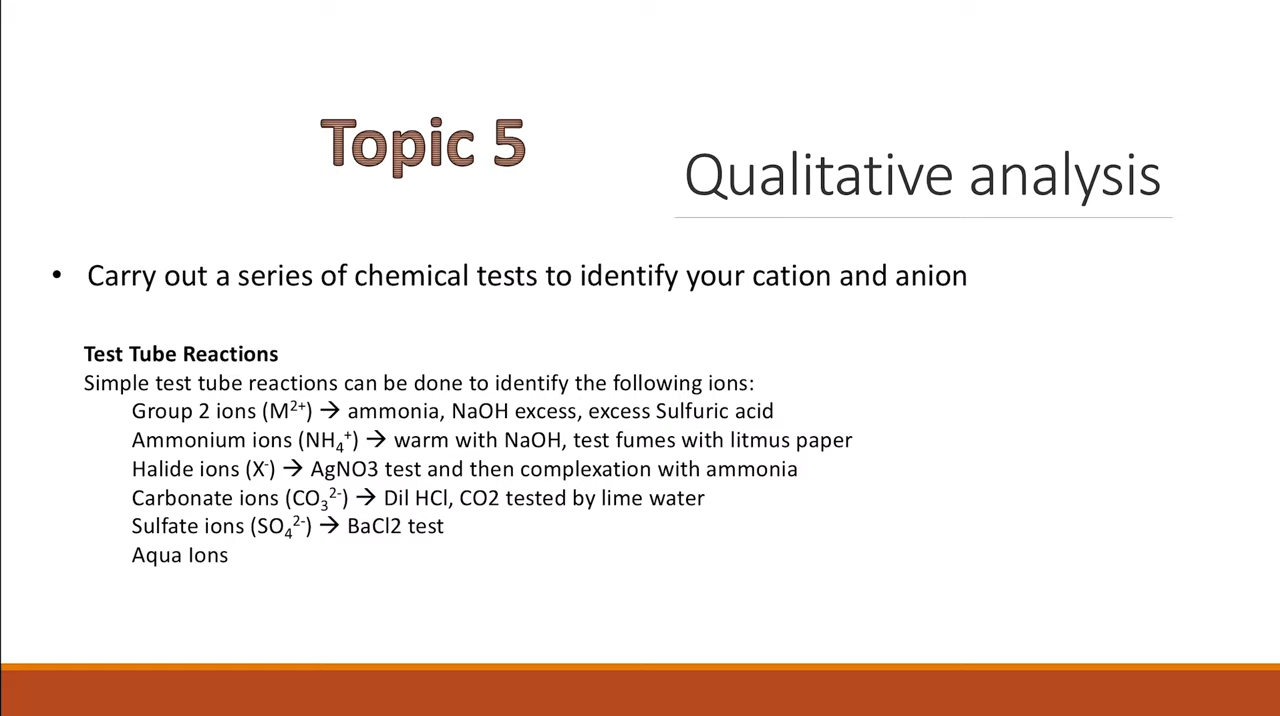 Topic 5
Qualitative analysis
• Carry out a series of chemical tests to identify your cation and anion
Test Tube Reactions
Simple test tube reactions can be done to identify the following ions:
Group 2 ions (M²⁺) → ammonia, NaOH excess, excess Sulfuric acid
Ammonium ions (NH₄⁺) → warm with NaOH, test fumes with litmus paper
Halide ions (X⁻) → AgNO3 test and then complexation with ammonia
Carbonate ions (CO₃²⁻) → Dil HCl, CO2 tested by lime water
Sulfate ions (SO₄²⁻) → BaCl2 test
Aqua Ions